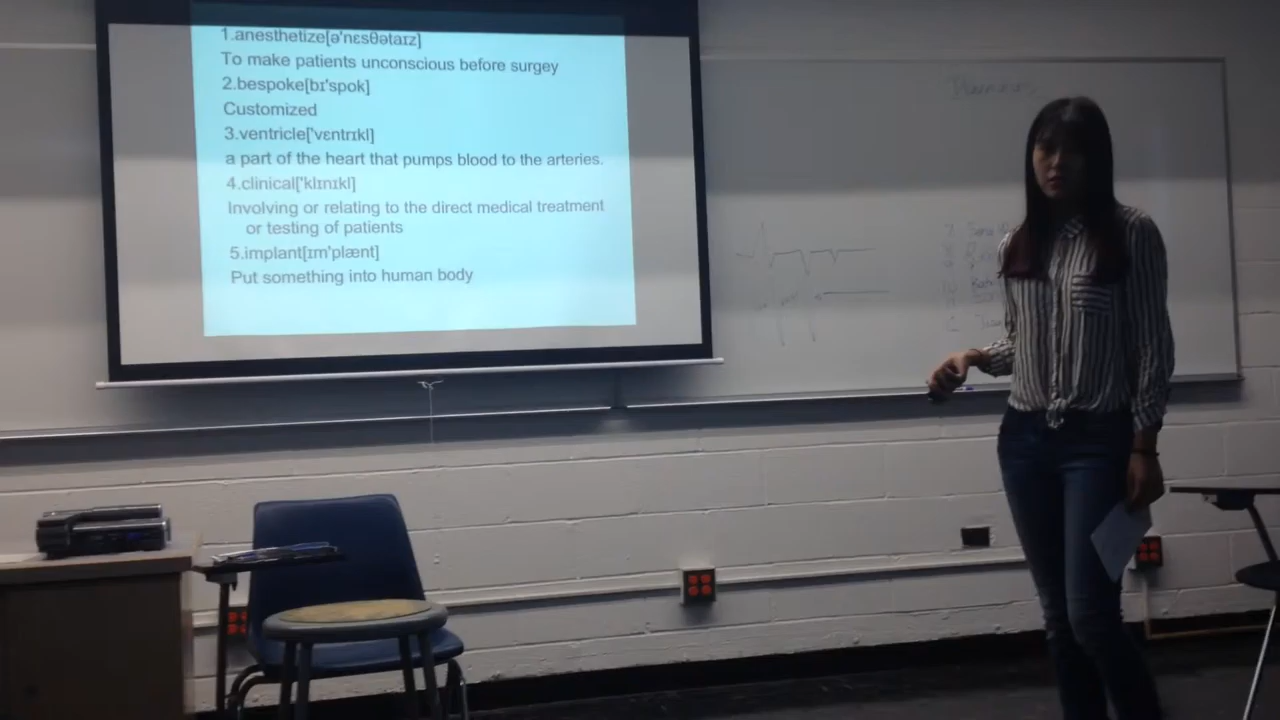 1.anesthetize[ə'nɛsθətaɪz]
To make patients unconscious before surgey
2.bespoke[bɪ'spok]
Customized
3.ventricle['vɛntrɪkl]
a part of the heart that pumps blood to the arteries.
4.clinical['klɪnɪkl]
Involving or relating to the direct medical treatment
or testing of patients
5.implant[ɪm'plænt]
Put something into human body